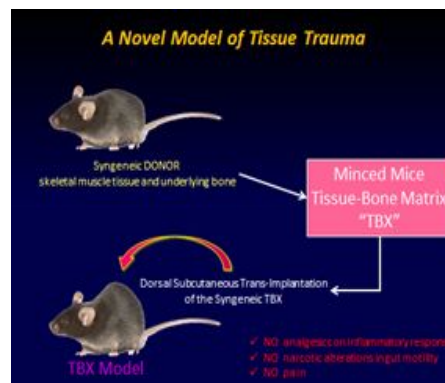 A Novel Model of Tissue Trauma
Syngeneic DONOR
skeletal muscle tissue and underlying bone
Minced Mice
Tissue-Bone Matrix
"TBX"
Dorsal Subcutaneous Trans-Implantation
of the Syngeneic TBX
TBX Model
✓ NO analgesics on inflammatory respon
✓ NO narcotic alterations in gut motility
✓ NO pain